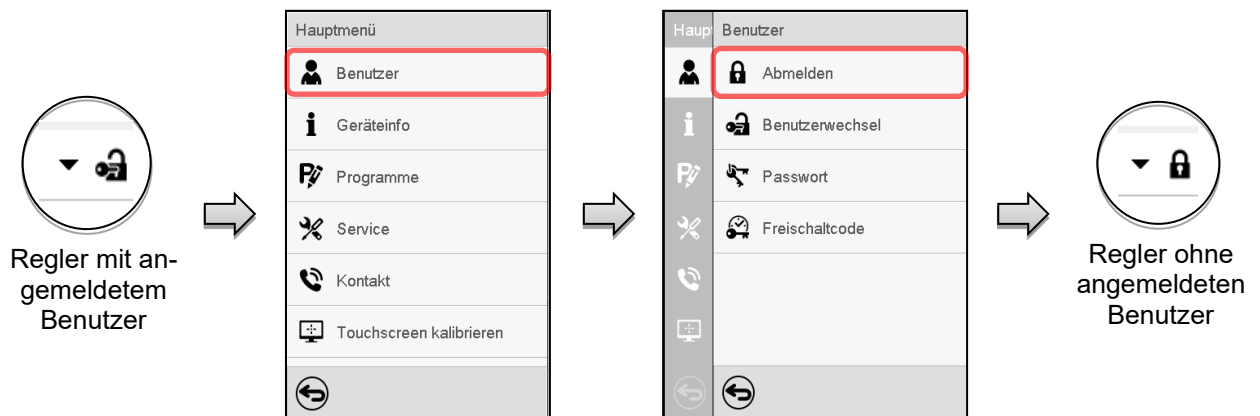 Regler mit an-
gemeldetem
Benutzer
Hauptmenü
Benutzer
Geräteinfo
Programme
Service
Kontakt
Touchscreen kalibrieren
Haup
Benutzer
Abmelden
Benutzerwechsel
Passwort
Freischaltcode
Regler ohne
angemeldeten
Benutzer